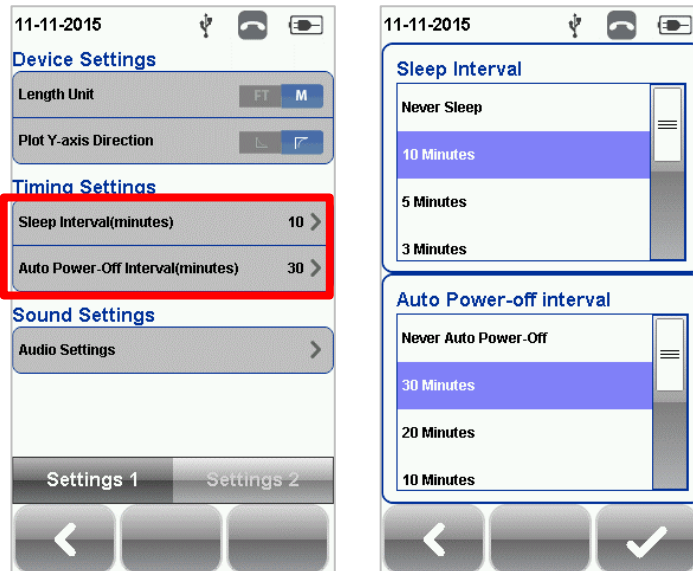 11-11-2015
Device Settings
Length Unit FT M
Plot Y-axis Direction
Timing Settings
Sleep Interval(minutes) 10
Auto Power-Off Interval(minutes) 30
Sound Settings
Audio Settings
Settings 1 Settings 2
11-11-2015
Sleep Interval
Never Sleep
10 Minutes
5 Minutes
3 Minutes
Auto Power-off interval
Never Auto Power-Off
30 Minutes
20 Minutes
10 Minutes